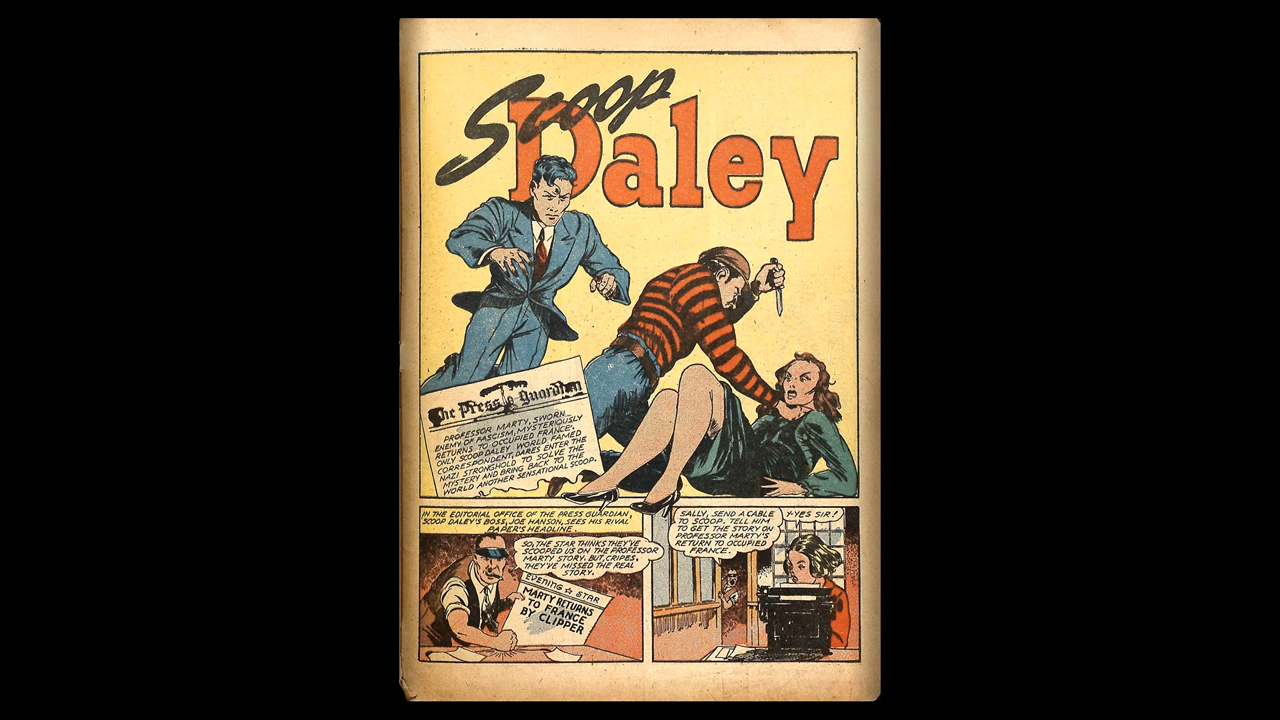 Scoop
Daley
The Press Guardian
PROFESSOR MARTY, SWORN
ENEMY OF FASCISM, MYSTERIOUSLY
RETURNS TO OCCUPIED FRANCE.
ONLY SCOOP DALEY WORLD FAMED
CORRESPONDENT, DARES ENTER THE
NAZI STRONGHOLD TO SOLVE THE
MYSTERY AND BRING BACK TO THE
WORLD ANOTHER SENSATIONAL SCOOP.
IN THE EDITORIAL OFFICE OF THE PRESS GUARDIAN,
SCOOP DALEY'S BOSS, JOE HANSON, SEES HIS RIVAL
PAPER'S HEADLINE.
SO, THE STAR THINKS THEY'VE
SCOOPED US ON THE PROFESSOR
MARTY STORY. BUT, CRIPES,
THEY'VE MISSED THE REAL
STORY.
EVENING ☆ STAR
MARTY RETURNS
TO FRANCE
BY CLIPPER
SALLY, SEND A CABLE
TO SCOOP. TELL HIM
TO GET THE STORY ON
PROFESSOR MARTY'S
RETURN TO OCCUPIED
FRANCE.
Y-YES SIR!